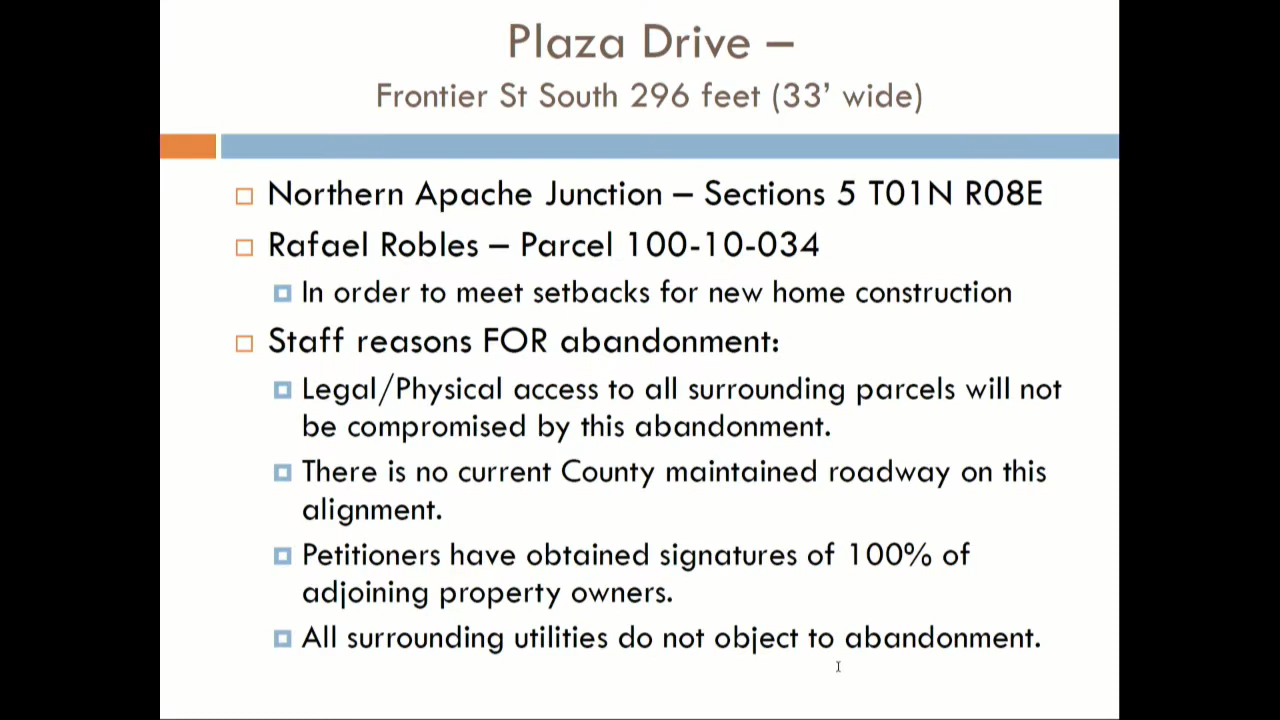 Plaza Drive –
Frontier St South 296 feet (33’ wide)
Northern Apache Junction – Sections 5 T01N R08E
Rafael Robles – Parcel 100-10-034
In order to meet setbacks for new home construction
Staff reasons FOR abandonment:
Legal/Physical access to all surrounding parcels will not
be compromised by this abandonment.
There is no current County maintained roadway on this
alignment.
Petitioners have obtained signatures of 100% of
adjoining property owners.
All surrounding utilities do not object to abandonment.